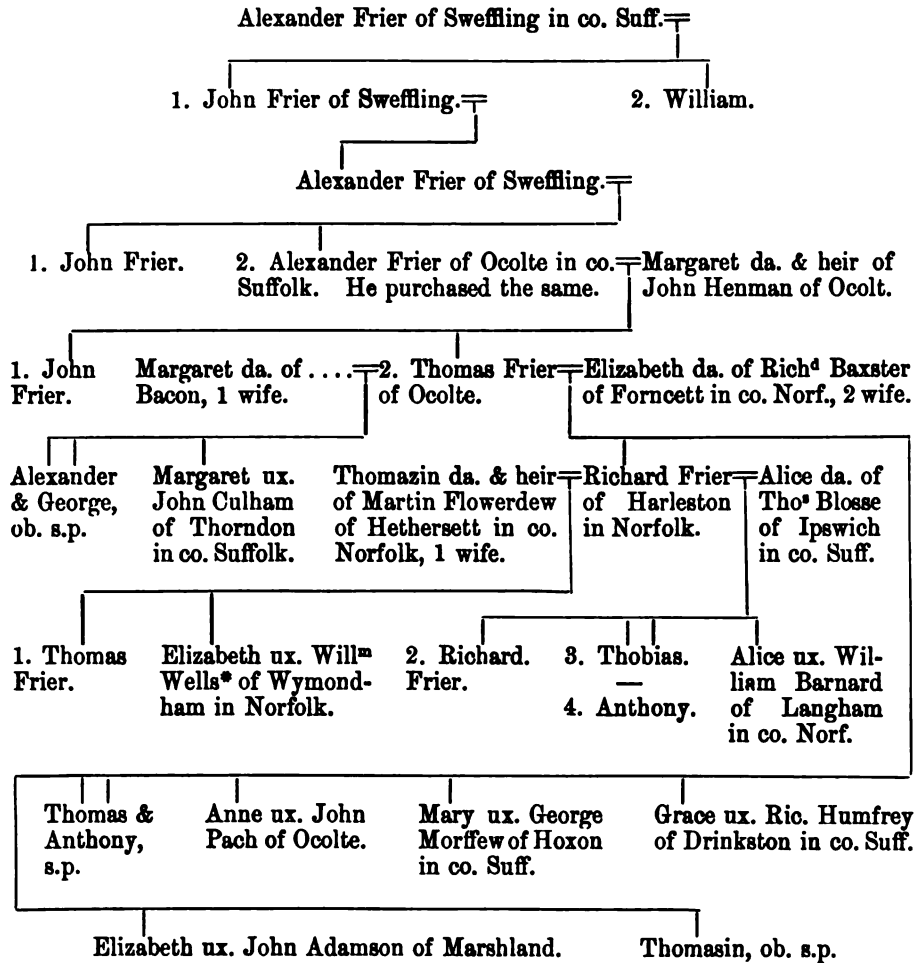 Alexander Frier of Sweffling in co. Suff.
1. John Frier of Sweffling.
2. William.
Alexander Frier of Sweffling.
1. John Frier.
2. Alexander Frier of Ocolte in co.
Suffolk. He purchased the same.
Margaret da. & heir of
John Henman of Ocolt.
1. John
Frier.
Margaret da. of ....
Bacon, 1 wife.
2. Thomas Frier
of Ocolte.
Elizabeth da. of Richᵈ Baxster
of Forncett in co. Norf., 2 wife.
Alexander
& George,
ob. s.p.
Margaret ux.
John Culham
of Thorndon
in co. Suffolk.
Thomazin da. & heir
of Martin Flowerdew
of Hethersett in co.
Norfolk, 1 wife.
Richard Frier
of Harleston
in Norfolk.
Alice da. of
Thoˢ Blosse
of Ipswich
in co. Suff.
1. Thomas
Frier.
Elizabeth ux. Willᵐ
Wells* of Wymond-
ham in Norfolk.
2. Richard.
Frier.
3. Thobias.
—
4. Anthony.
Alice ux. Wil-
liam Barnard
of Langham
in co. Norf.
Thomas &
Anthony,
s.p.
Anne ux. John
Pach of Ocolte.
Mary ux. George
Morffew of Hoxon
in co. Suff.
Grace ux. Ric. Humfrey
of Drinkston in co. Suff.
Elizabeth ux. John Adamson of Marshland.
Thomasin, ob. s.p.